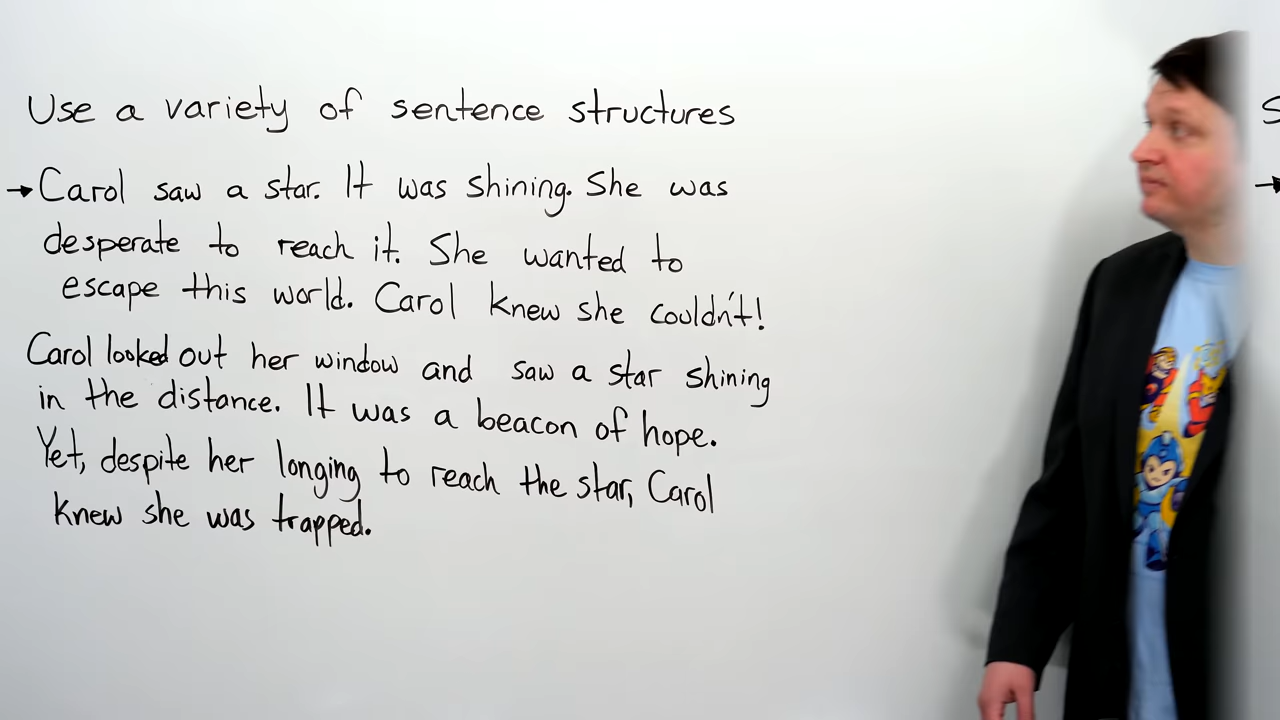 Use a variety of sentence structures
→Carol saw a star. It was shining. She was
desperate to reach it. She wanted to
escape this world. Carol knew she couldn't!
Carol looked out her window and saw a star shining
in the distance. It was a beacon of hope.
Yet, despite her longing to reach the star, Carol
knew she was trapped.